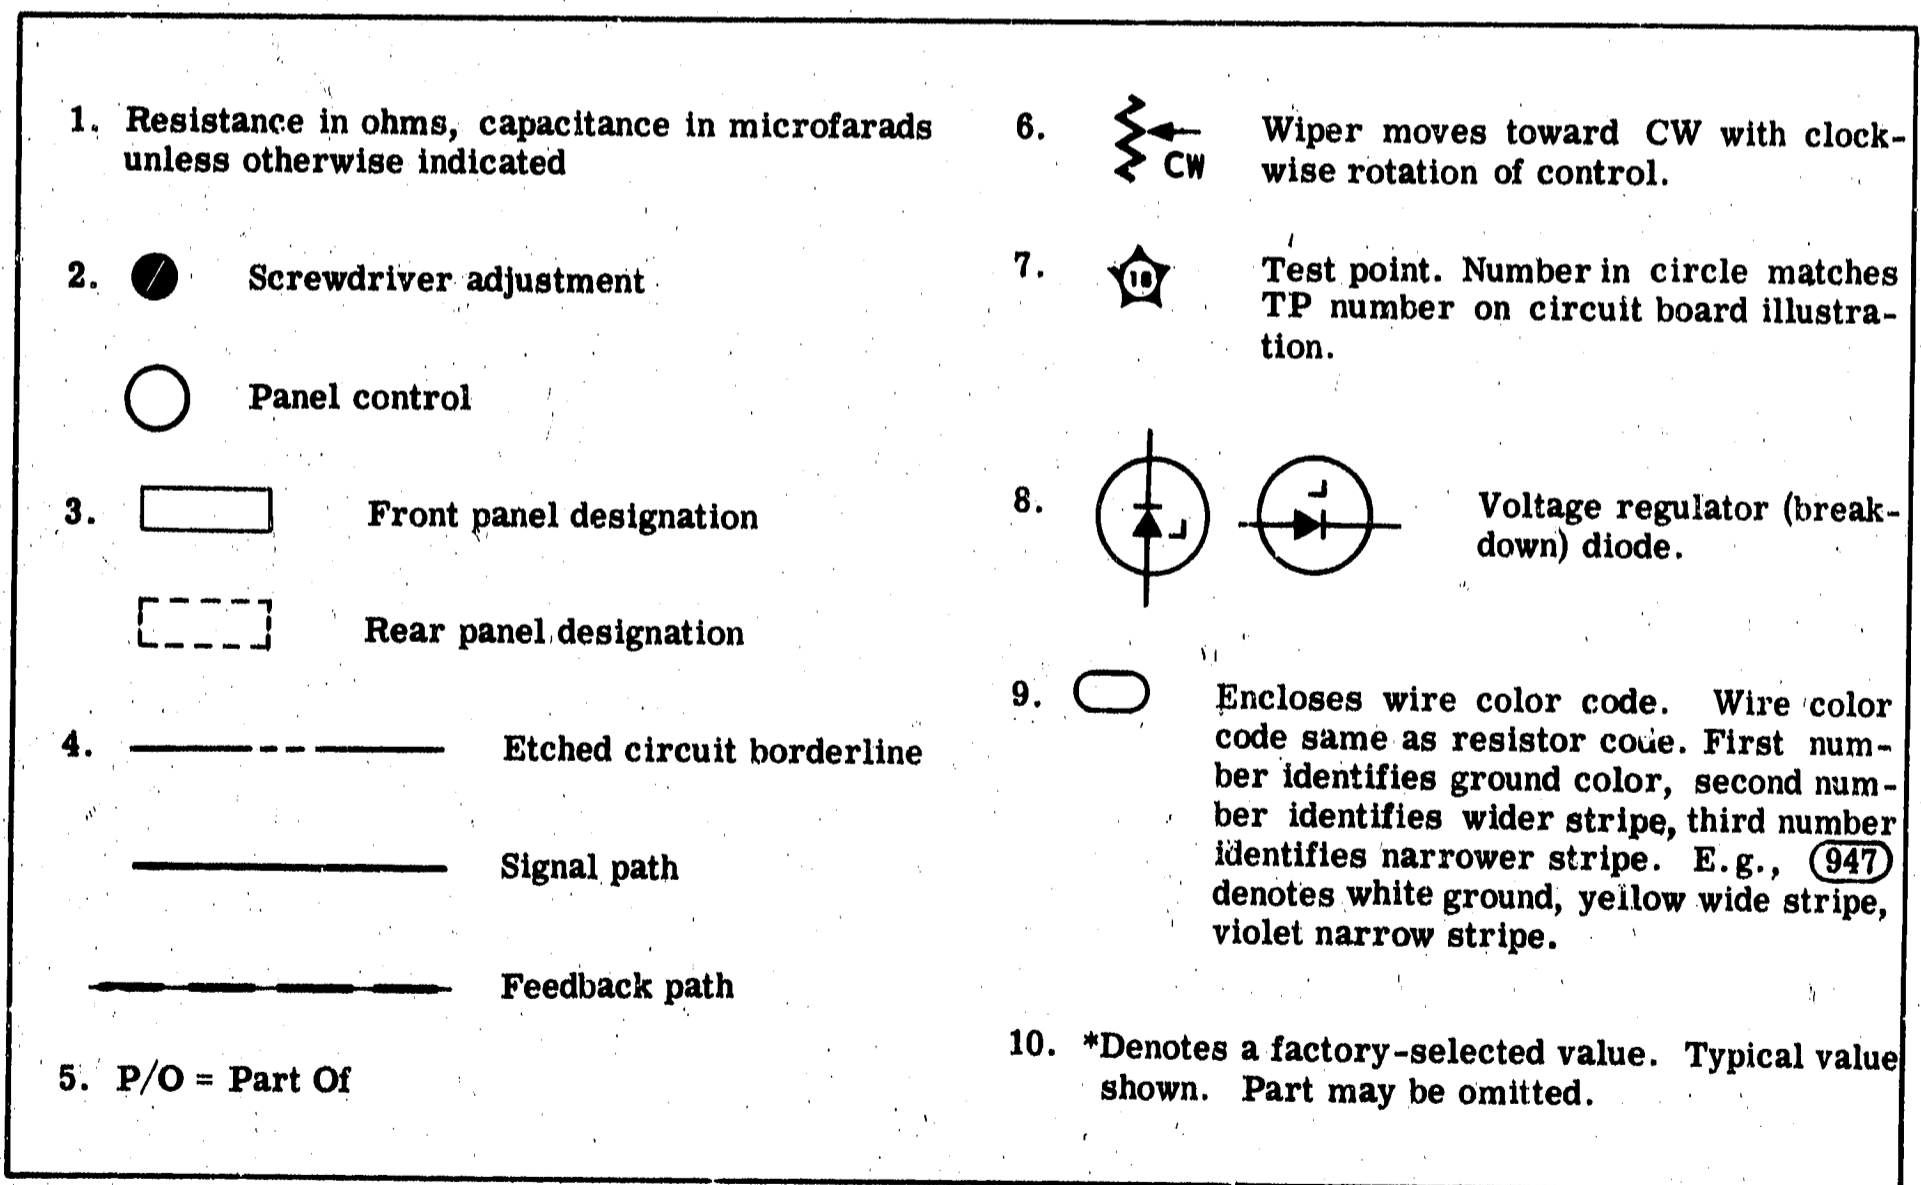 1. Resistance in ohms, capacitance in microfarads
unless otherwise indicated
2. Screwdriver adjustment
Panel control
3. Front panel designation
Rear panel designation
4. Etched circuit borderline
Signal path
Feedback path
5. P/O = Part Of
6. CW Wiper moves toward CW with clock-
wise rotation of control.
7. Test point. Number in circle matches
TP number on circuit board illustra-
tion.
8. Voltage regulator (break-
down) diode.
9. Encloses wire color code. Wire color
code same as resistor code. First num-
ber identifies ground color, second num-
ber identifies wider stripe, third number
identifies narrower stripe. E.g., 947
denotes white ground, yellow wide stripe,
violet narrow stripe.
10. *Denotes a factory-selected value. Typical value
shown. Part may be omitted.